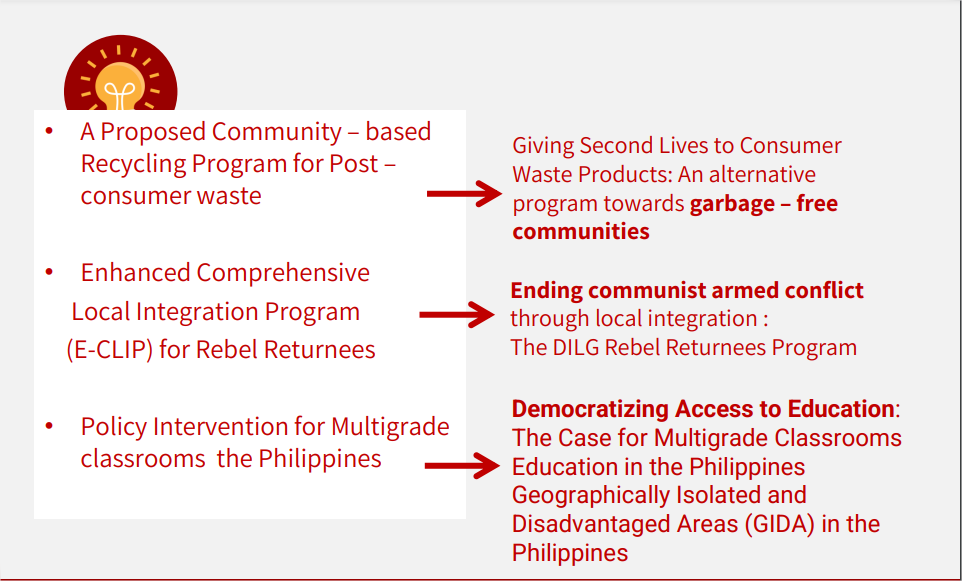 • A Proposed Community – based
Recycling Program for Post –
consumer waste
Giving Second Lives to Consumer
Waste Products: An alternative
program towards garbage – free
communities
• Enhanced Comprehensive
Local Integration Program
(E-CLIP) for Rebel Returnees
Ending communist armed conflict
through local integration :
The DILG Rebel Returnees Program
• Policy Intervention for Multigrade
classrooms the Philippines
Democratizing Access to Education:
The Case for Multigrade Classrooms
Education in the Philippines
Geographically Isolated and
Disadvantaged Areas (GIDA) in the
Philippines